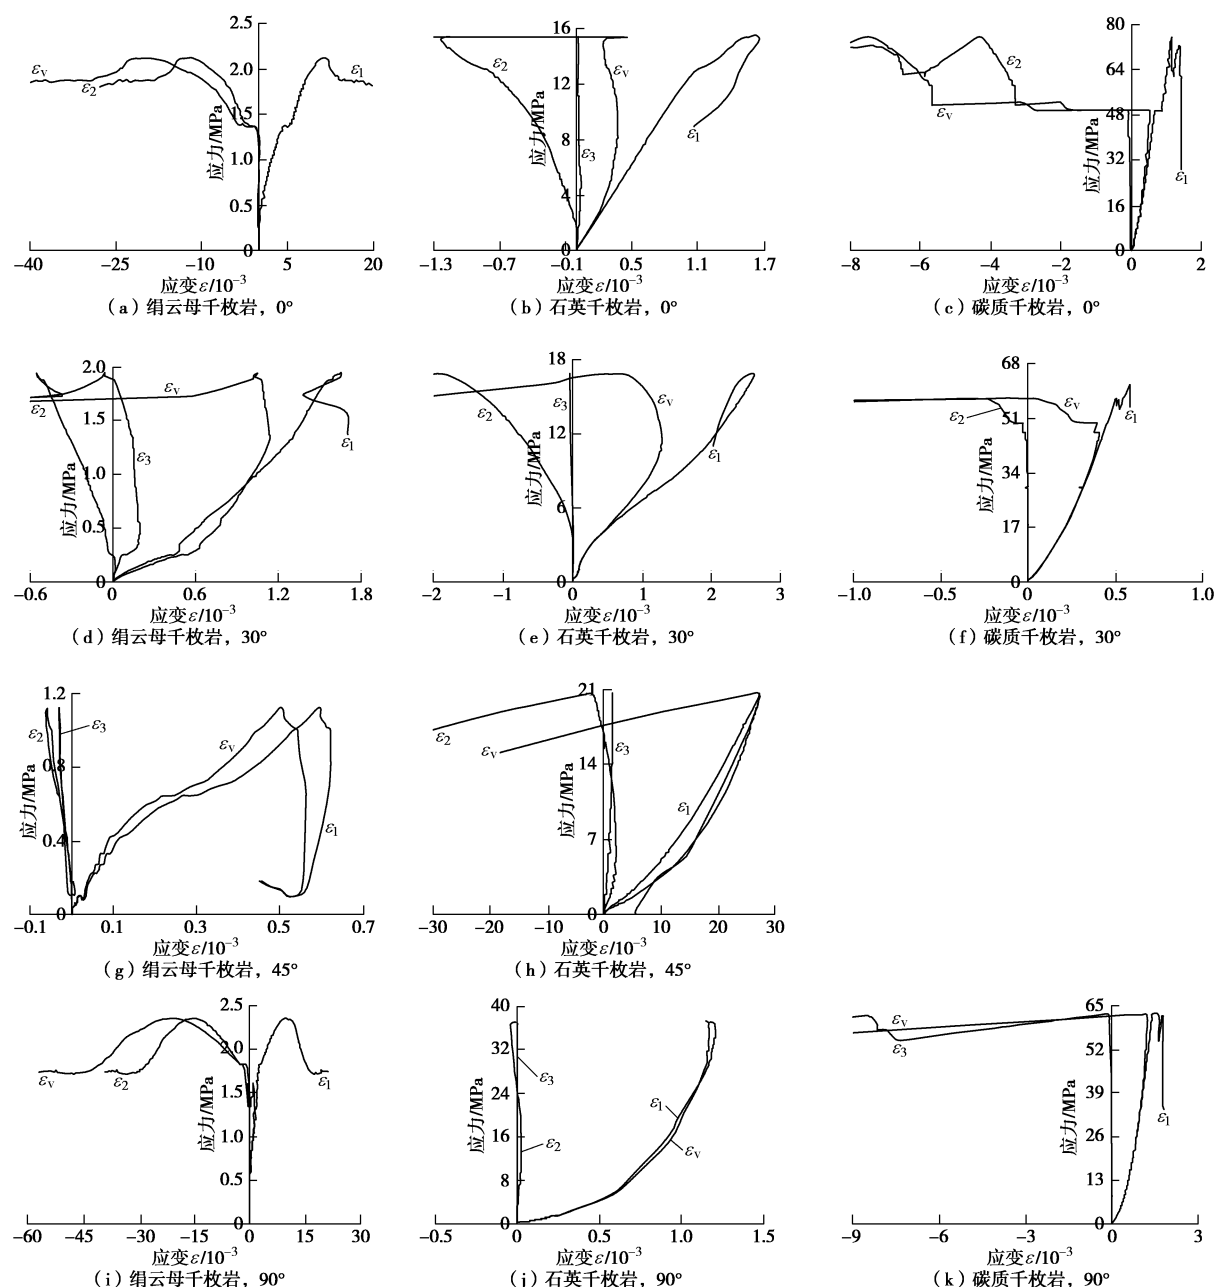 2.5
2.0
1.5
1.0
0.5
0
应力/MPa
εv
ε2
ε1
−40
−25
−10
5
20
应变ε/10−3
（a）绢云母千枚岩，0°
16
12
8
4
0
应力/MPa
ε2
εv
ε3
ε1
−1.3
−0.7
−0.1
0.5
1.1
1.7
应变ε/10−3
（b）石英千枚岩，0°
80
64
48
32
16
0
应力/MPa
ε2
εv
ε1
−8
−6
−4
−2
0
2
应变ε/10−3
（c）碳质千枚岩，0°
2.0
1.5
1.0
0.5
0
应力/MPa
εv
ε2
ε3
ε1
−0.6
0
0.6
1.2
1.8
应变ε/10−3
（d）绢云母千枚岩，30°
18
12
6
0
应力/MPa
ε3
ε2
εv
ε1
−2
−1
0
1
2
3
应变ε/10−3
（e）石英千枚岩，30°
68
51
34
17
0
应力/MPa
ε2
εv
ε1
−1.0
−0.5
0
0.5
1.0
应变ε/10−3
（f）碳质千枚岩，30°
1.2
0.8
0.4
0
应力/MPa
ε2
ε3
εv
ε1
−0.1
0.1
0.3
0.5
0.7
应变ε/10−3
（g）绢云母千枚岩，45°
21
14
7
0
应力/MPa
ε2
εv
ε3
ε1
−30
−20
−10
0
10
20
30
应变ε/10−3
（h）石英千枚岩，45°
2.5
2.0
1.5
1.0
0.5
0
应力/MPa
εv
ε2
ε1
−60
−45
−30
−15
0
15
30
应变ε/10−3
（i）绢云母千枚岩，90°
40
32
24
16
8
0
应力/MPa
ε3
ε1
ε2
εv
−0.5
0
0.5
1.0
1.5
应变ε/10−3
（j）石英千枚岩，90°
65
52
39
26
13
0
应力/MPa
εv
ε3
ε1
−9
−6
−3
0
3
应变ε/10−3
（k）碳质千枚岩，90°